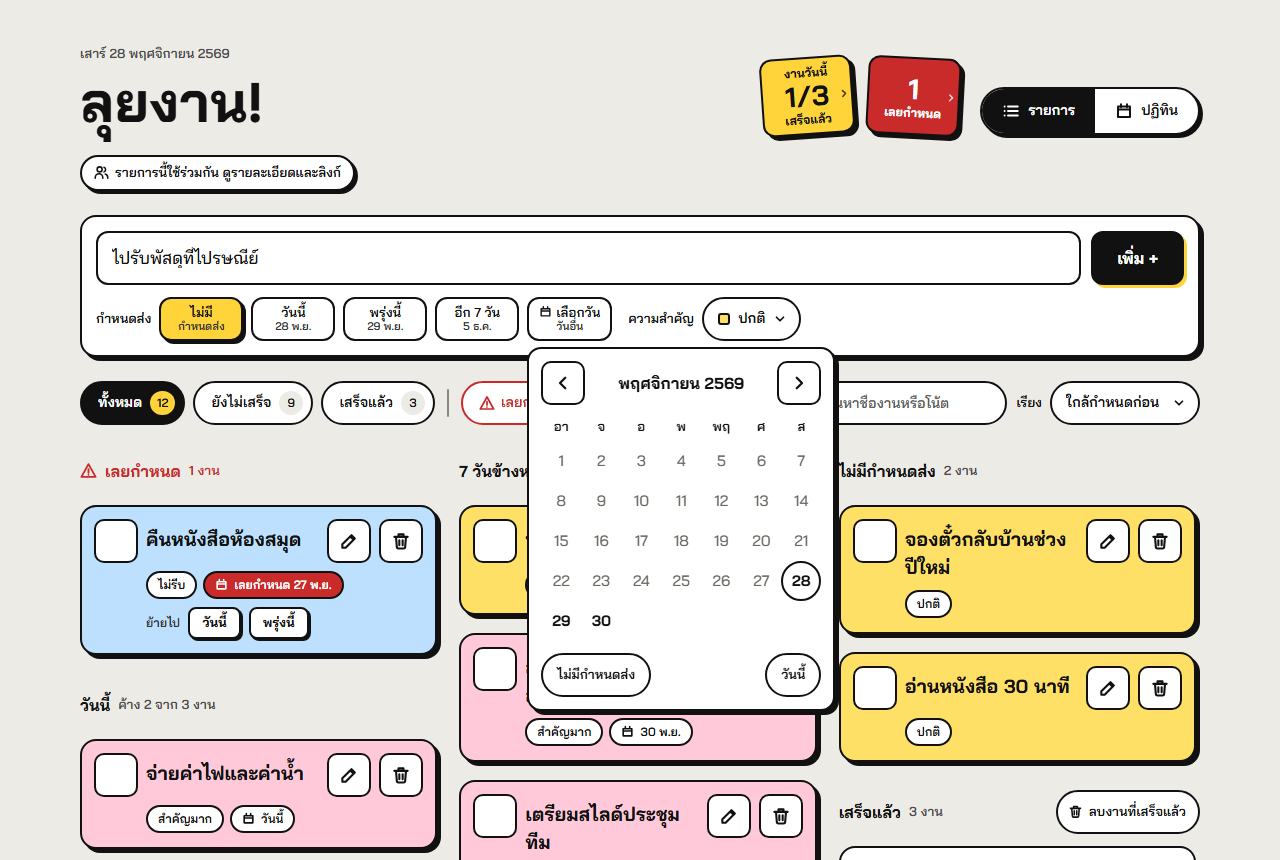 เสาร์ 28 พฤศจิกายน 2569
ลุยงาน!
งานวันนี้
1/3
เสร็จแล้ว
1
เลยกำหนด
รายการ
ปฏิทิน
รายการนี้ใช้ร่วมกัน ดูรายละเอียดและลิงก์
ไปรับพัสดุที่ไปรษณีย์
เพิ่ม +
กำหนดส่ง
ไม่มี
กำหนดส่ง
วันนี้
28 พ.ย.
พรุ่งนี้
29 พ.ย.
อีก 7 วัน
5 ธ.ค.
เลือกวัน
วันอื่น
ความสำคัญ
ปกติ
ทั้งหมด 12
ยังไม่เสร็จ 9
เสร็จแล้ว 3
เรียง
ใกล้กำหนดก่อน
พฤศจิกายน 2569
อา จ อ พ พฤ ศ ส
1 2 3 4 5 6 7
8 9 10 11 12 13 14
15 16 17 18 19 20 21
22 23 24 25 26 27 28
29 30
ไม่มีกำหนดส่ง
วันนี้
เลยกำหนด 1 งาน
คืนหนังสือห้องสมุด
ไม่รีบ
เลยกำหนด 27 พ.ย.
ย้ายไป
วันนี้
พรุ่งนี้
วันนี้ ค้าง 2 จาก 3 งาน
จ่ายค่าไฟและค่าน้ำ
สำคัญมาก
วันนี้
7 วันข้างห
สำคัญมาก
30 พ.ย.
เตรียมสไลด์ประชุม
ทีม
ไม่มีกำหนดส่ง 2 งาน
จองตั๋วกลับบ้านช่วง
ปีใหม่
ปกติ
อ่านหนังสือ 30 นาที
ปกติ
เสร็จแล้ว 3 งาน
ลบงานที่เสร็จแล้ว